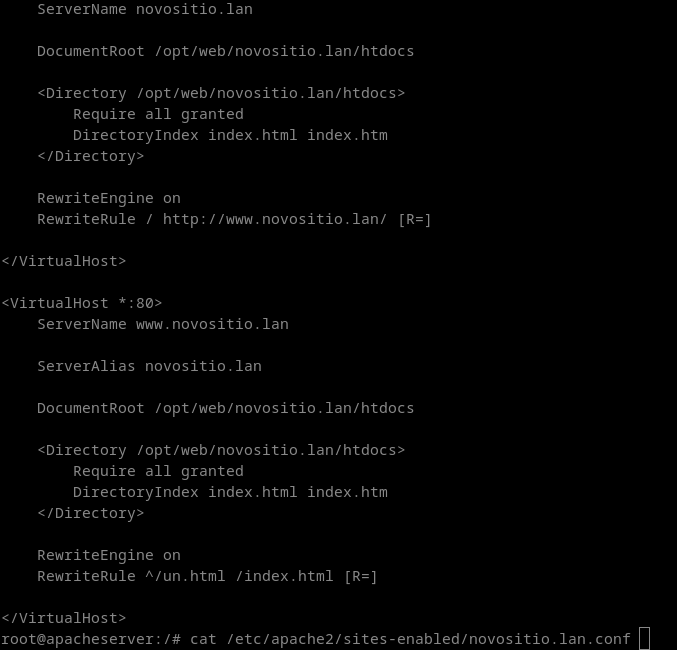 ServerName novositio.lan
DocumentRoot /opt/web/novositio.lan/htdocs
<Directory /opt/web/novositio.lan/htdocs>
Require all granted
DirectoryIndex index.html index.htm
</Directory>
RewriteEngine on
RewriteRule / http://www.novositio.lan/ [R=]
</VirtualHost>
<VirtualHost *:80>
ServerName www.novositio.lan
ServerAlias novositio.lan
DocumentRoot /opt/web/novositio.lan/htdocs
<Directory /opt/web/novositio.lan/htdocs>
Require all granted
DirectoryIndex index.html index.htm
</Directory>
RewriteEngine on
RewriteRule ^/un.html /index.html [R=]
</VirtualHost>
root@apacheserver:/# cat /etc/apache2/sites-enabled/novositio.lan.conf